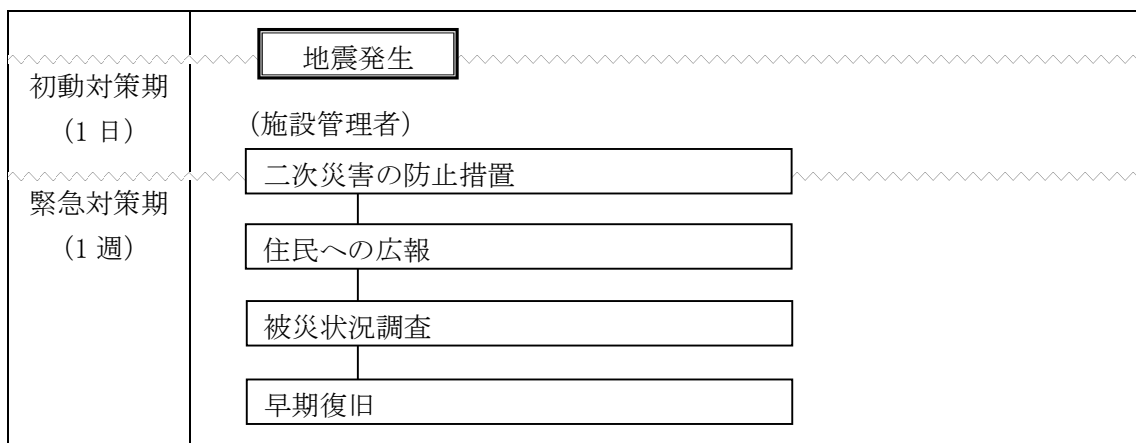 地震発生
初動対策期
（1 日）
（施設管理者）
二次災害の防止措置
緊急対策期
（1 週）
住民への広報
被災状況調査
早期復旧